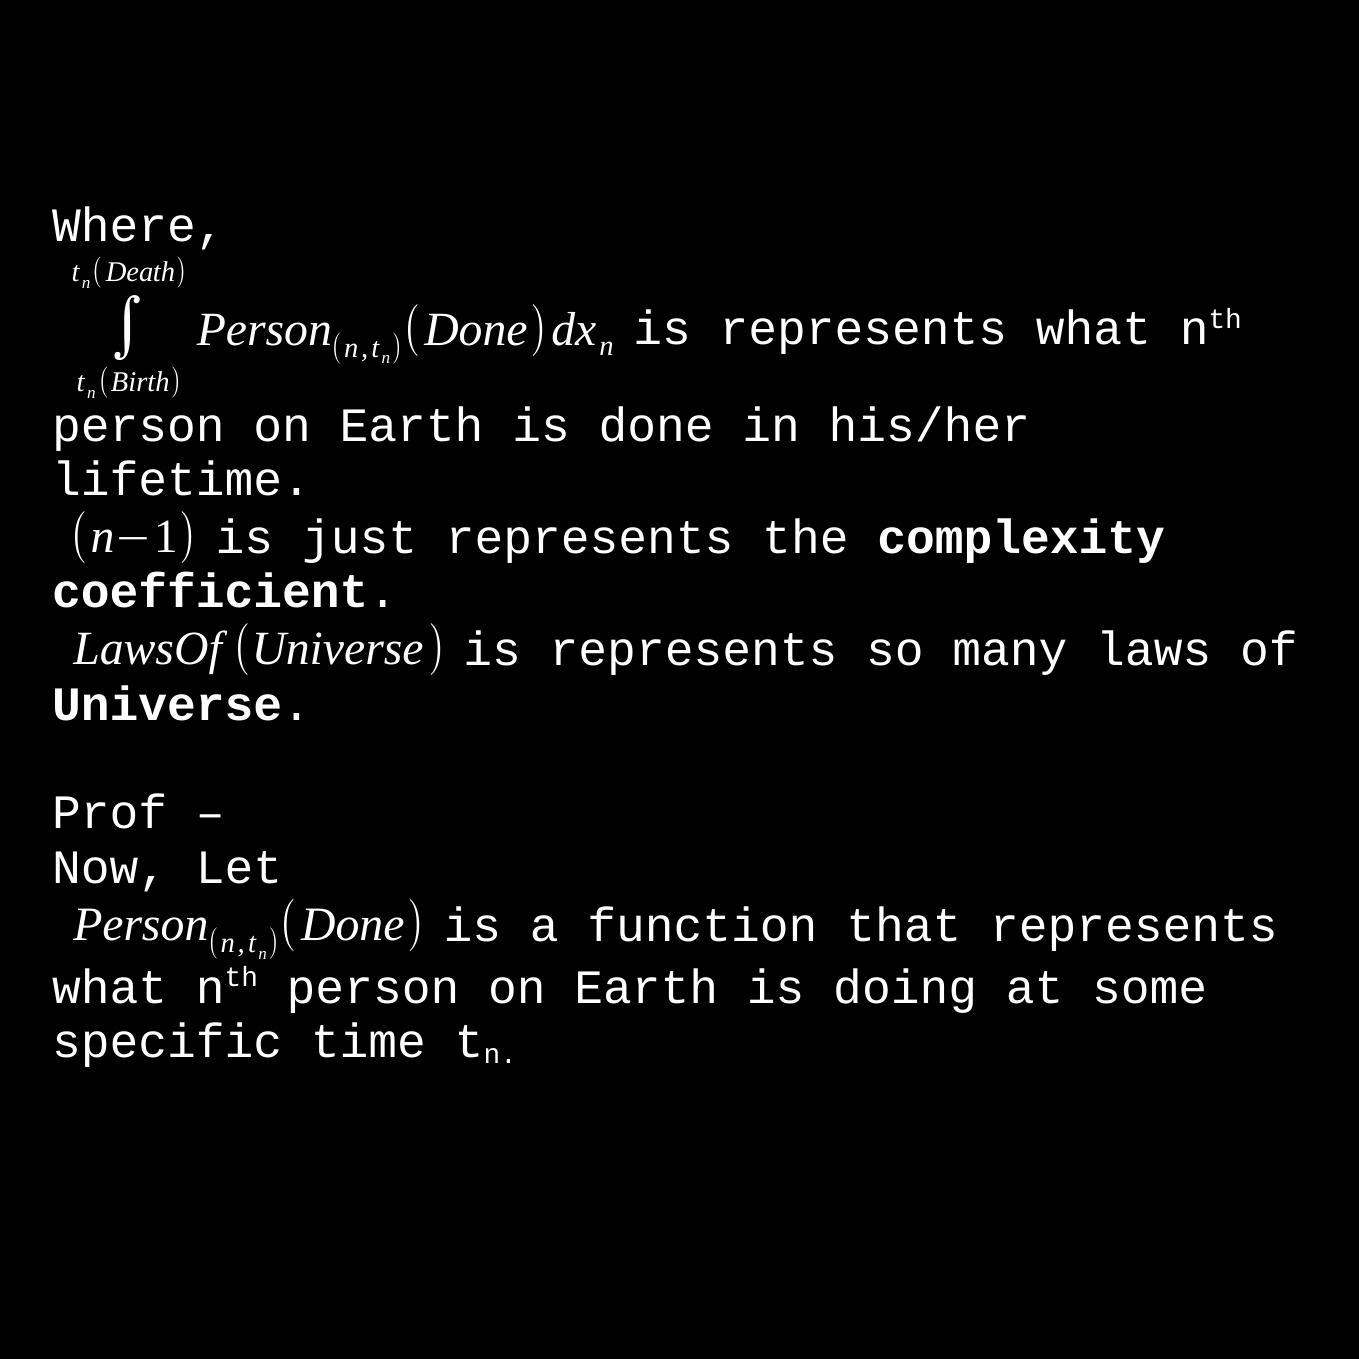 Where,
∫_{t_n(Birth)}^{t_n(Death)} Person_{(n,t_n)}(Done)dx_n is represents what n^{th}
person on Earth is done in his/her
lifetime.
(n−1) is just represents the complexity
coefficient.
LawsOf(Universe) is represents so many laws of
Universe.
Prof –
Now, Let
Person_{(n,t_n)}(Done) is a function that represents
what n^{th} person on Earth is doing at some
specific time t_{n.}